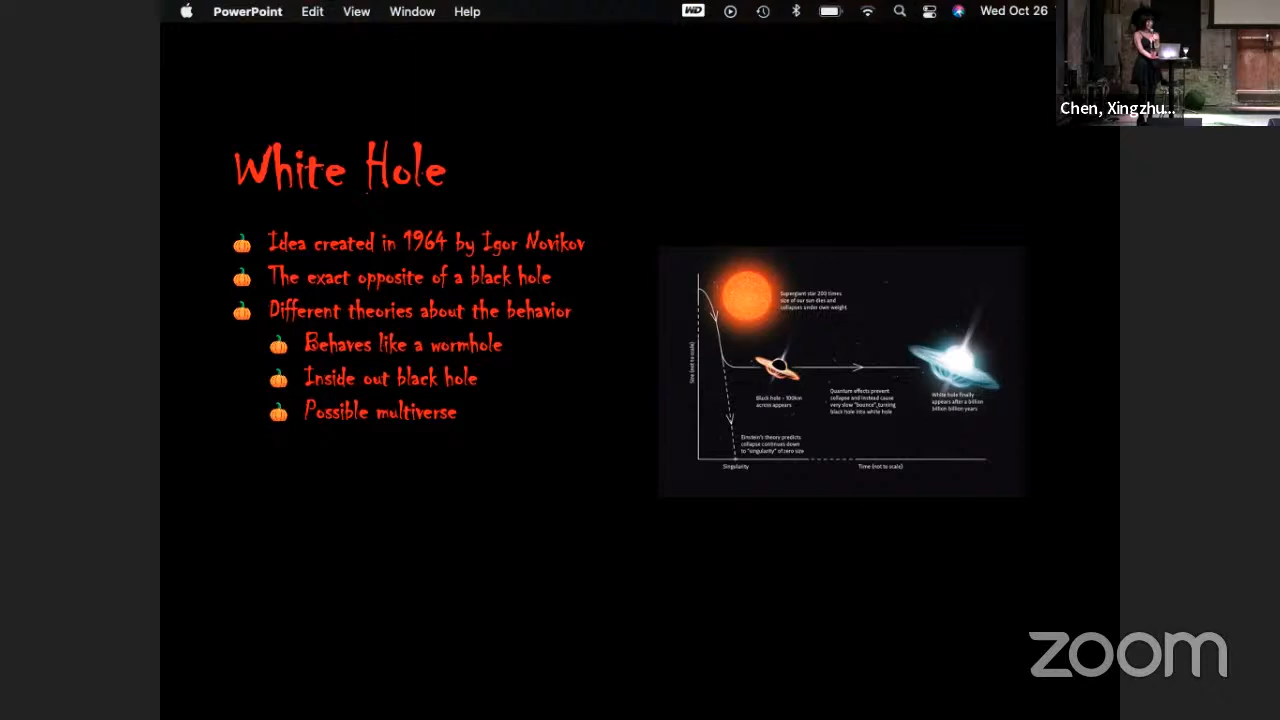 PowerPoint Edit View Window Help
WD
Wed Oct 26
Chen, Xingzhu...
White Hole
Idea created in 1964 by Igor Novikov
The exact opposite of a black hole
Different theories about the behavior
Behaves like a wormhole
Inside out black hole
Possible multiverse
Supergiant star 200 times
size of our sun dies and
collapses under own weight
Size (not to scale)
Black hole - 100km
across appears
Quantum effects prevent
collapse and instead cause
very slow "bounce", turning
black hole into white hole
White hole finally
appears after a billion
billion billion years
Einstein's theory predicts
collapse continues down
to "singularity" of zero size
Singularity
Time (not to scale)
zoom